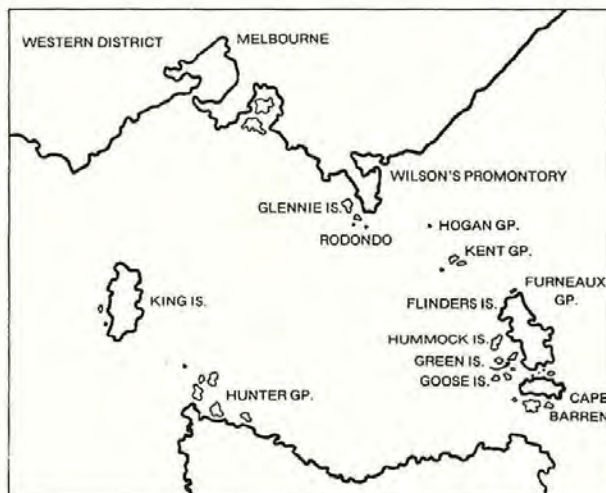 WESTERN DISTRICT
MELBOURNE
WILSON'S PROMONTORY
GLENNIE IS.
RODONDO
HOGAN GP.
KENT GP.
FURNEAUX
GP.
FLINDERS IS.
KING IS.
HUMMOCK IS.
GREEN IS.
GOOSE IS.
HUNTER GP.
CAPE
BARREN